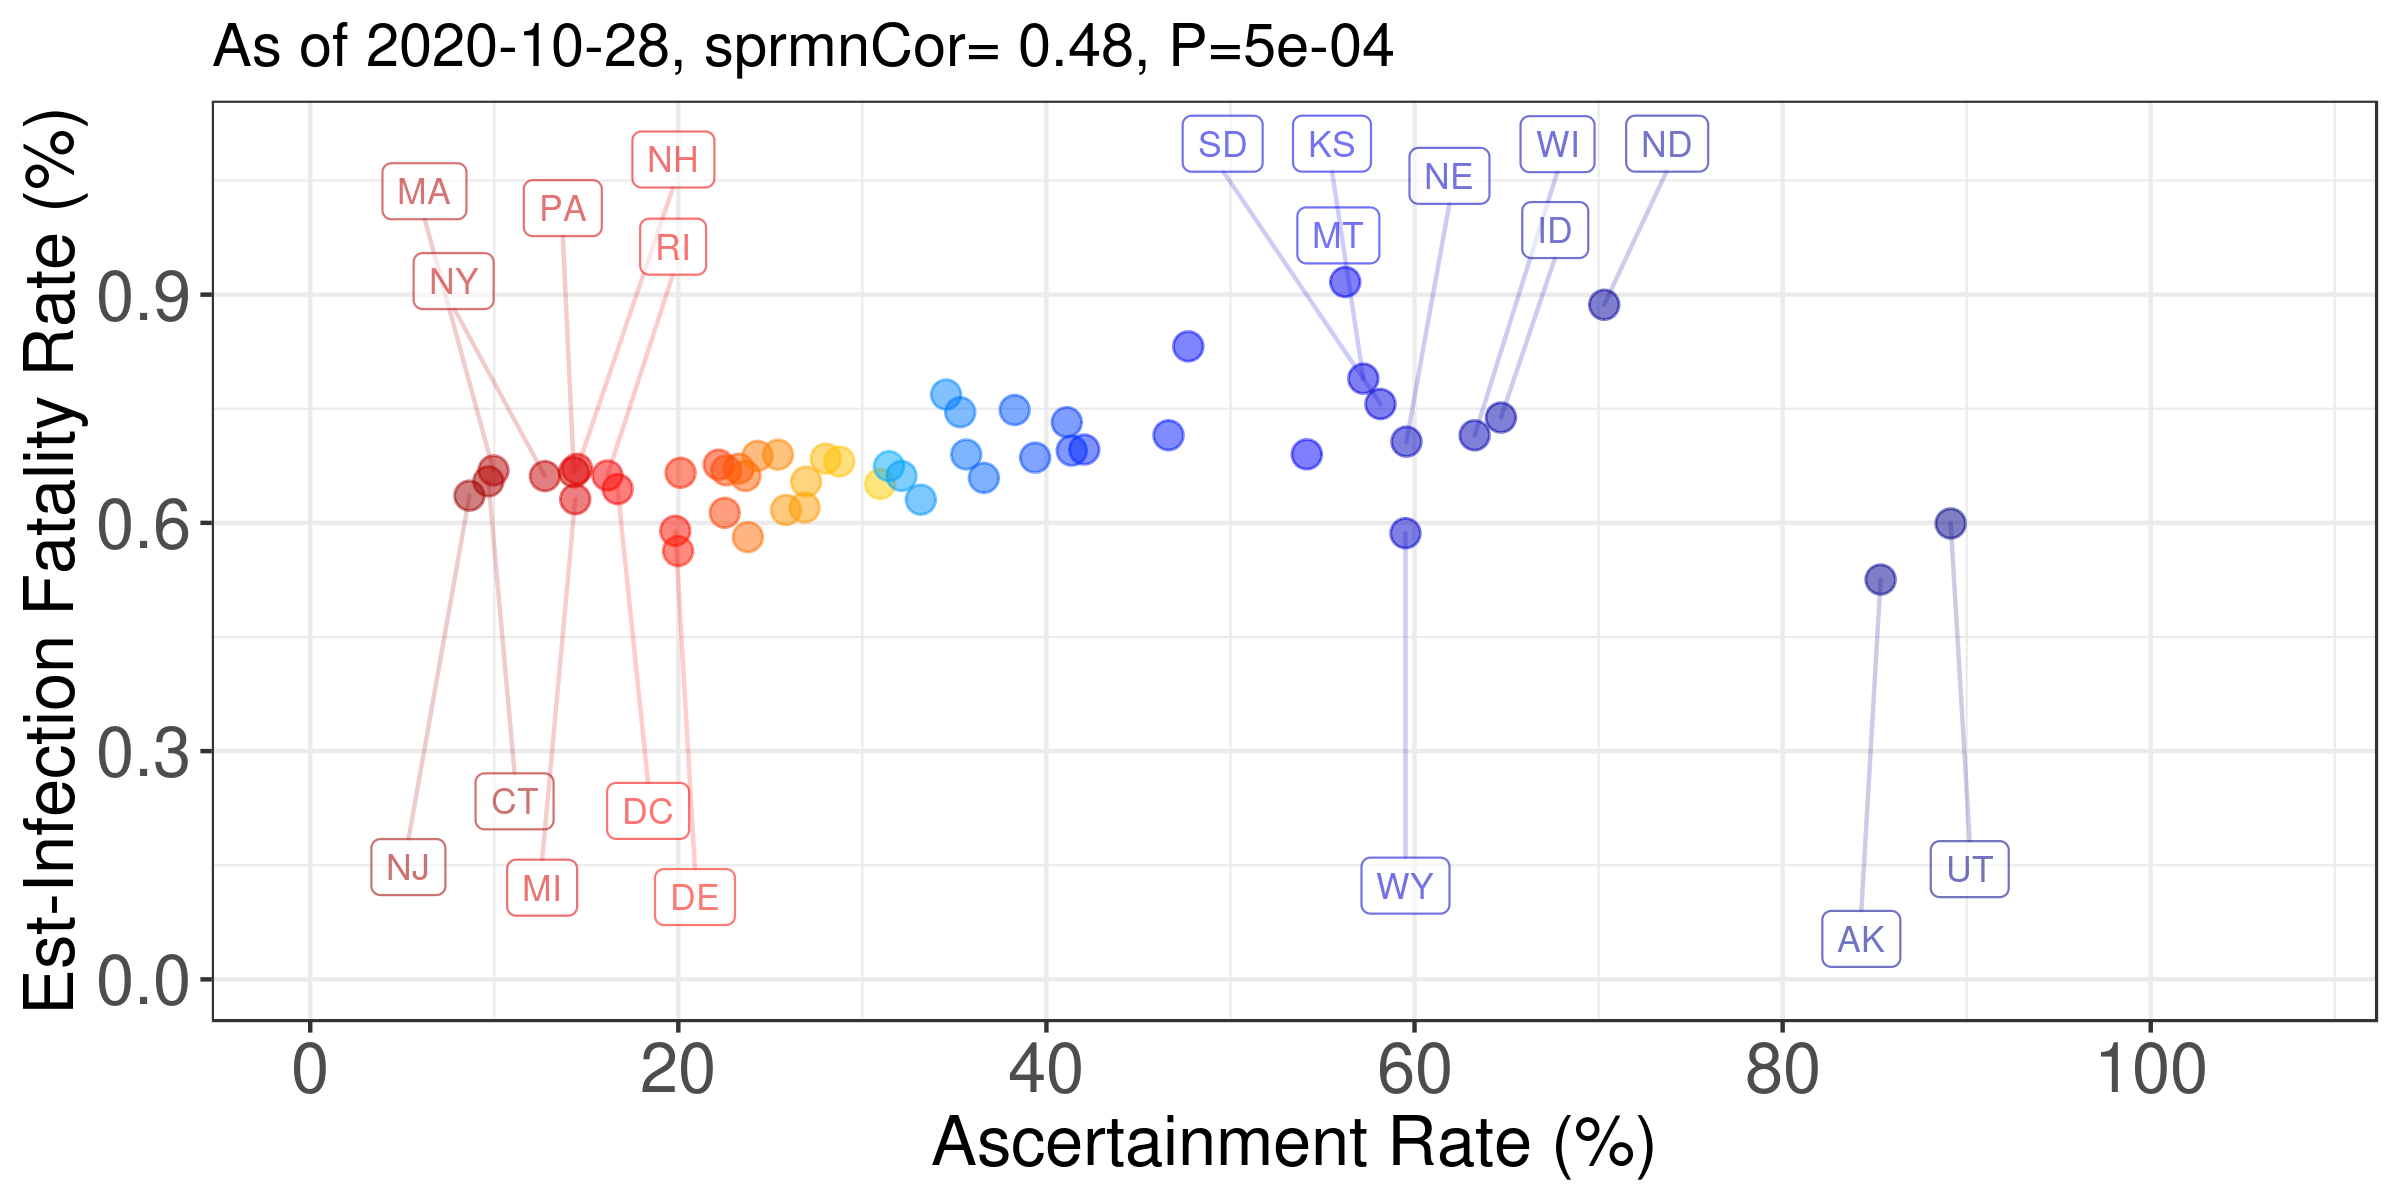 As of 2020-10-28, sprmnCor= 0.48, P=5e-04
Est-Infection Fatality Rate (%)
0.9
0.6
0.3
0.0
MA
NY
PA
NH
RI
SD
KS
MT
NE
WI
ID
ND
NJ
CT
MI
DC
DE
WY
AK
UT
0 20 40 60 80 100
Ascertainment Rate (%)